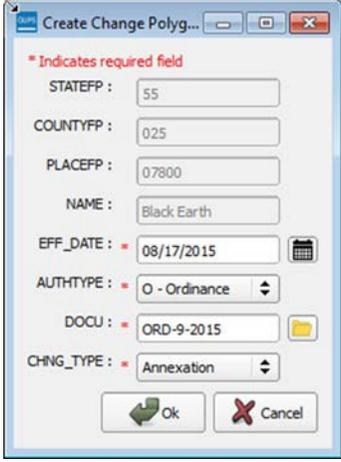 GUPS Create Change Polyg...
* Indicates required field
STATEFP : 55
COUNTYFP : 025
PLACEFP : 07800
NAME : Black Earth
EFF_DATE : * 08/17/2015
AUTHTYPE : * O - Ordinance
DOCU : * ORD-9-2015
CHNG_TYPE : * Annexation
Ok Cancel